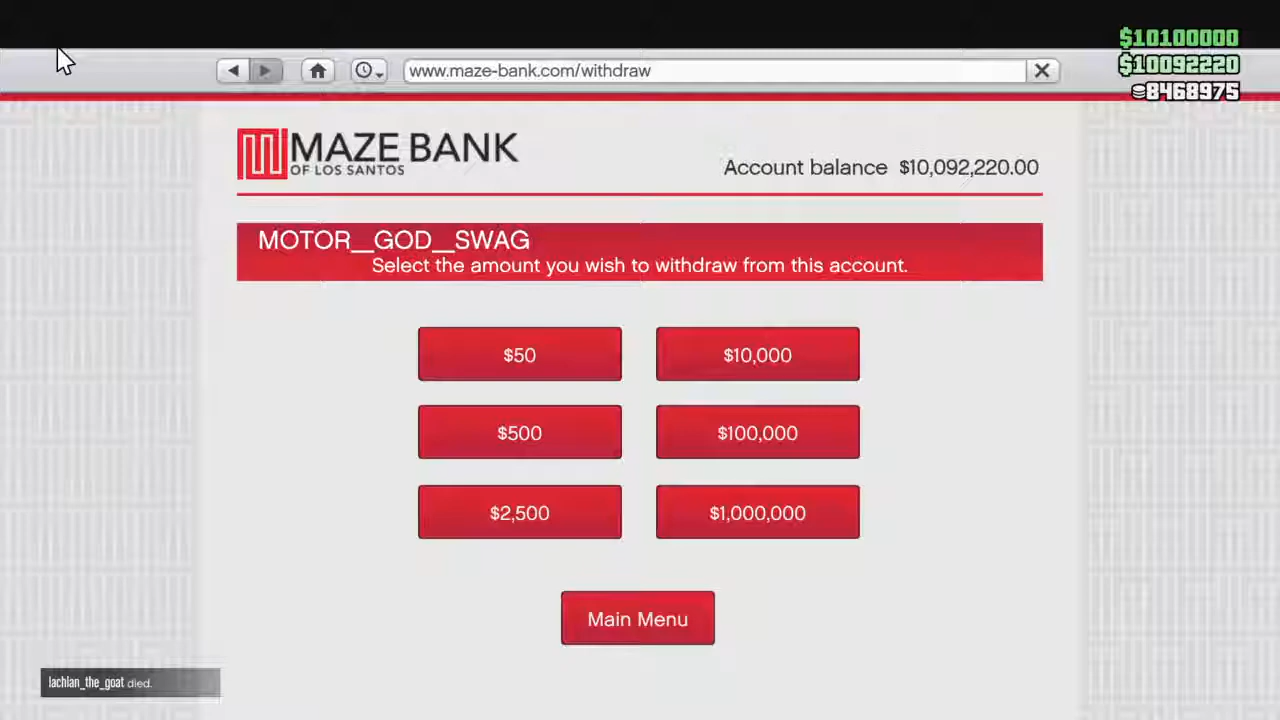 $10100000
www.maze-bank.com/withdraw
$10092220
8468975
MAZE BANK
OF LOS SANTOS
Account balance $10,092,220.00
MOTOR__GOD__SWAG
Select the amount you wish to withdraw from this account.
$50 $10,000
$500 $100,000
$2,500 $1,000,000
Main Menu
lachlan_the_goat died.